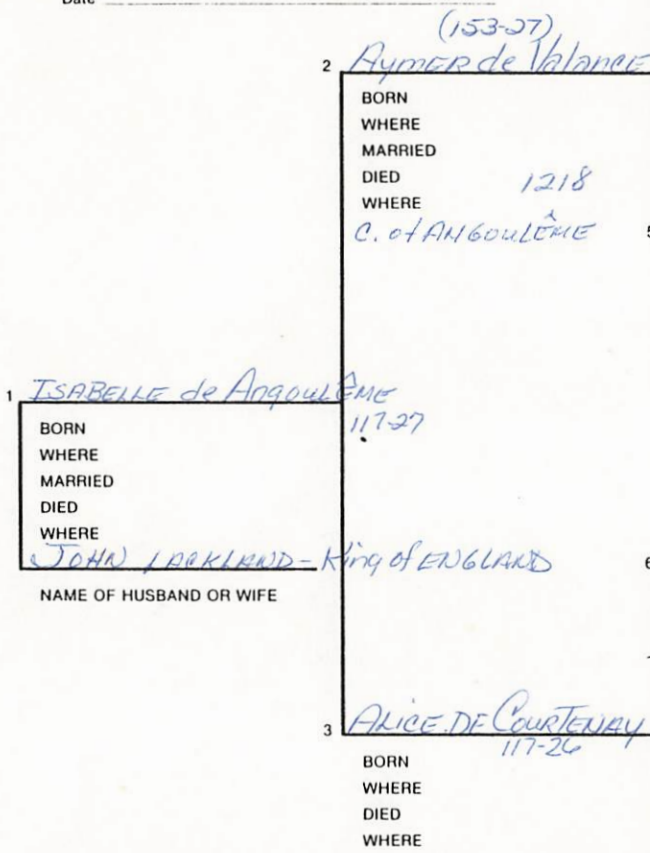 Date
(153-27)
2 Aymer de Valance
BORN
WHERE
MARRIED
DIED 1218
WHERE
C. of ANGOULÊME
5
1 ISABELLE de Angoulême
117-27
BORN
WHERE
MARRIED
DIED
WHERE
JOHN LACKLAND - King of ENGLAND
6
NAME OF HUSBAND OR WIFE
3 ALICE DE COURTENAY
117-26
BORN
WHERE
DIED
WHERE